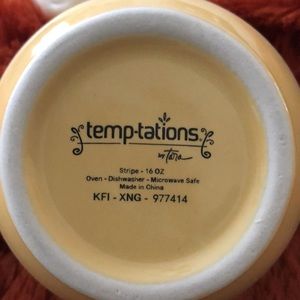 temp-tations®
by Tara
Stripe - 16 OZ
Oven - Dishwasher - Microwave Safe
Made in China
KFI - XNG - 977414